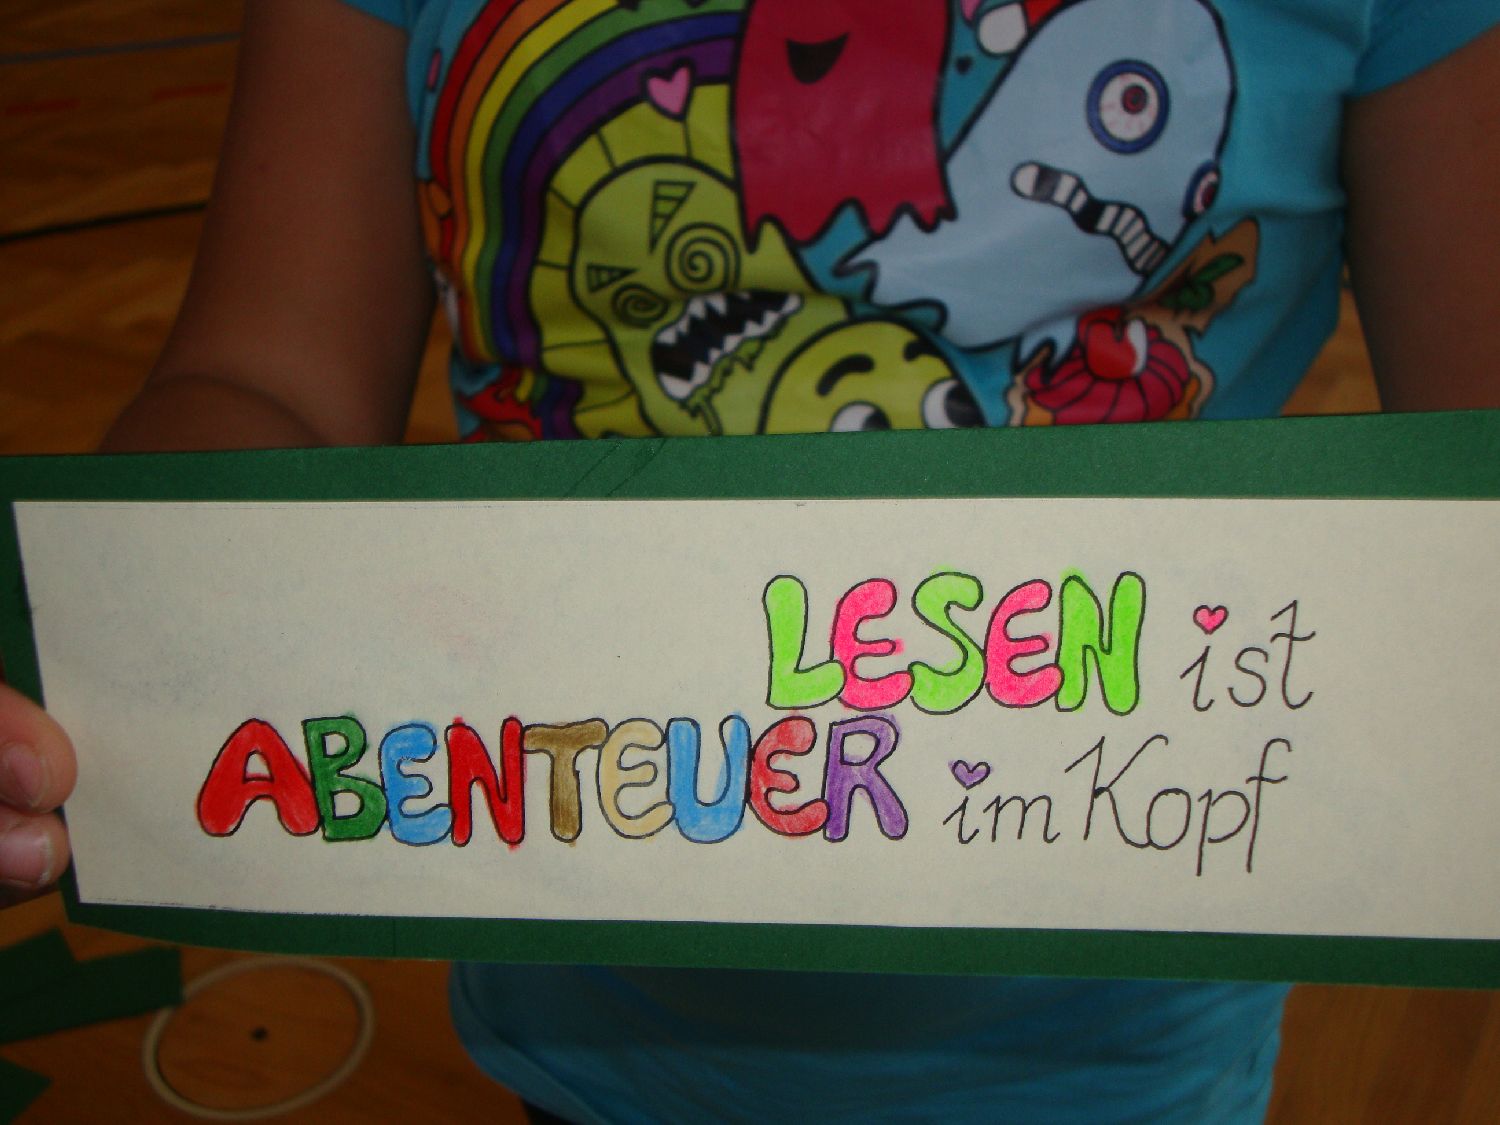 LESEN ist
ABENTEUER im Kopf